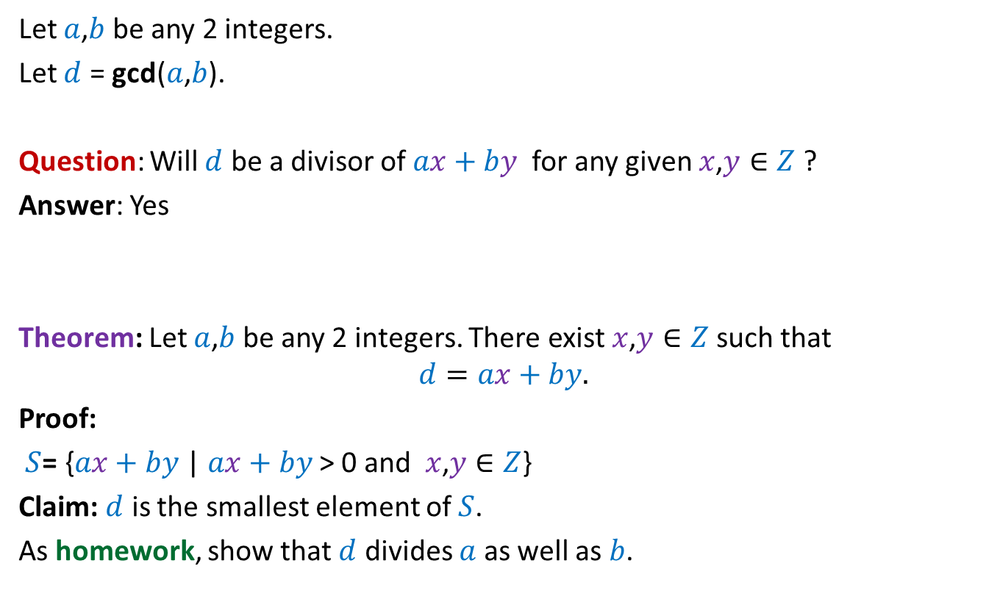 Let a,b be any 2 integers.
Let d = gcd(a,b).
Question: Will d be a divisor of ax + by for any given x,y ∈ Z ?
Answer: Yes
Theorem: Let a,b be any 2 integers. There exist x,y ∈ Z such that
d = ax + by.
Proof:
S= {ax + by | ax + by > 0 and x,y ∈ Z}
Claim: d is the smallest element of S.
As homework, show that d divides a as well as b.